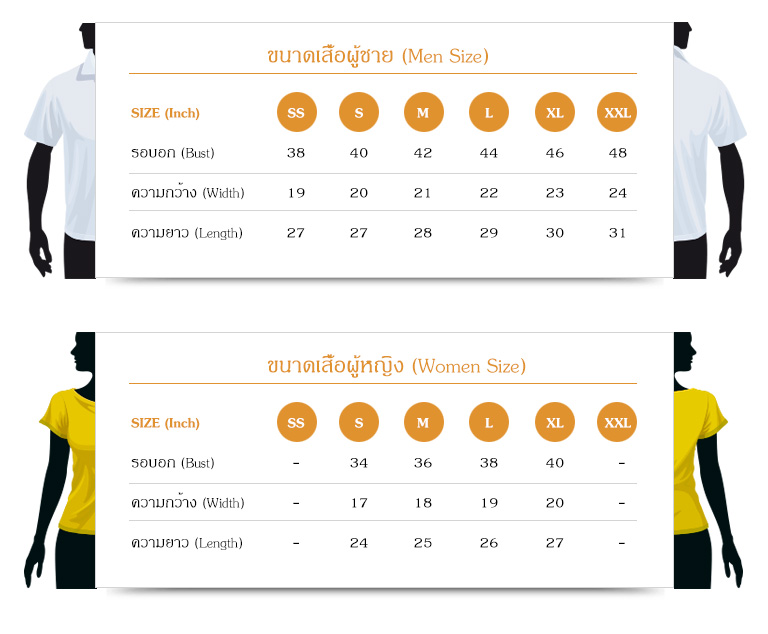 ขนาดเสื้อผู้ชาย (Men Size)
SIZE (Inch) SS S M L XL XXL
รอบอก (Bust) 38 40 42 44 46 48
ความกว้าง (Width) 19 20 21 22 23 24
ความยาว (Length) 27 27 28 29 30 31
ขนาดเสื้อผู้หญิง (Women Size)
SIZE (Inch) SS S M L XL XXL
รอบอก (Bust) - 34 36 38 40 -
ความกว้าง (Width) - 17 18 19 20 -
ความยาว (Length) - 24 25 26 27 -